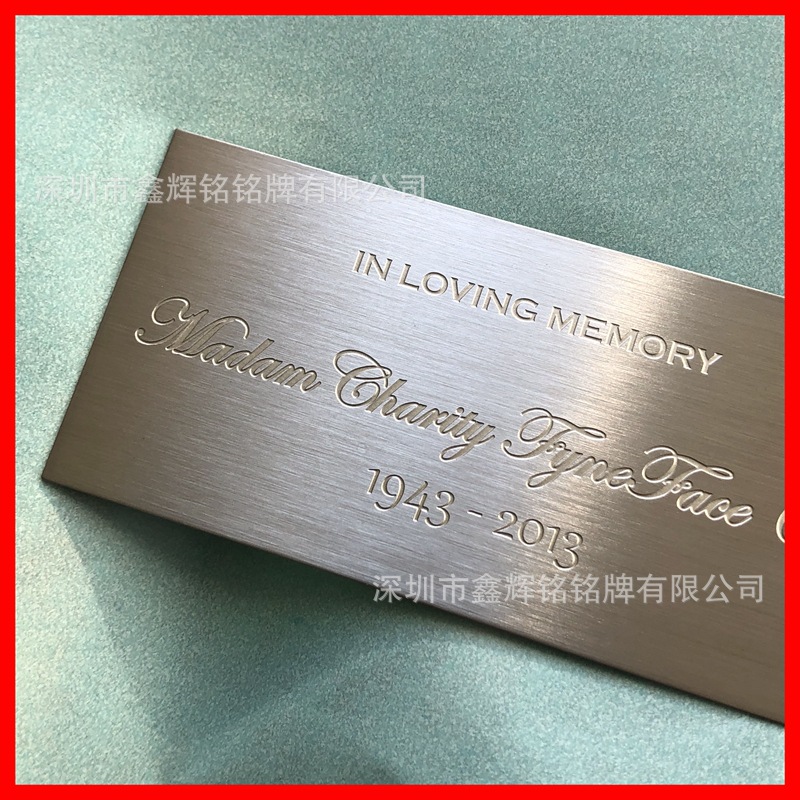 深圳市鑫辉铭铭牌有限公司
IN LOVING MEMORY
Madam Charity FyneFace
1943 - 2013
深圳市鑫辉铭铭牌有限公司